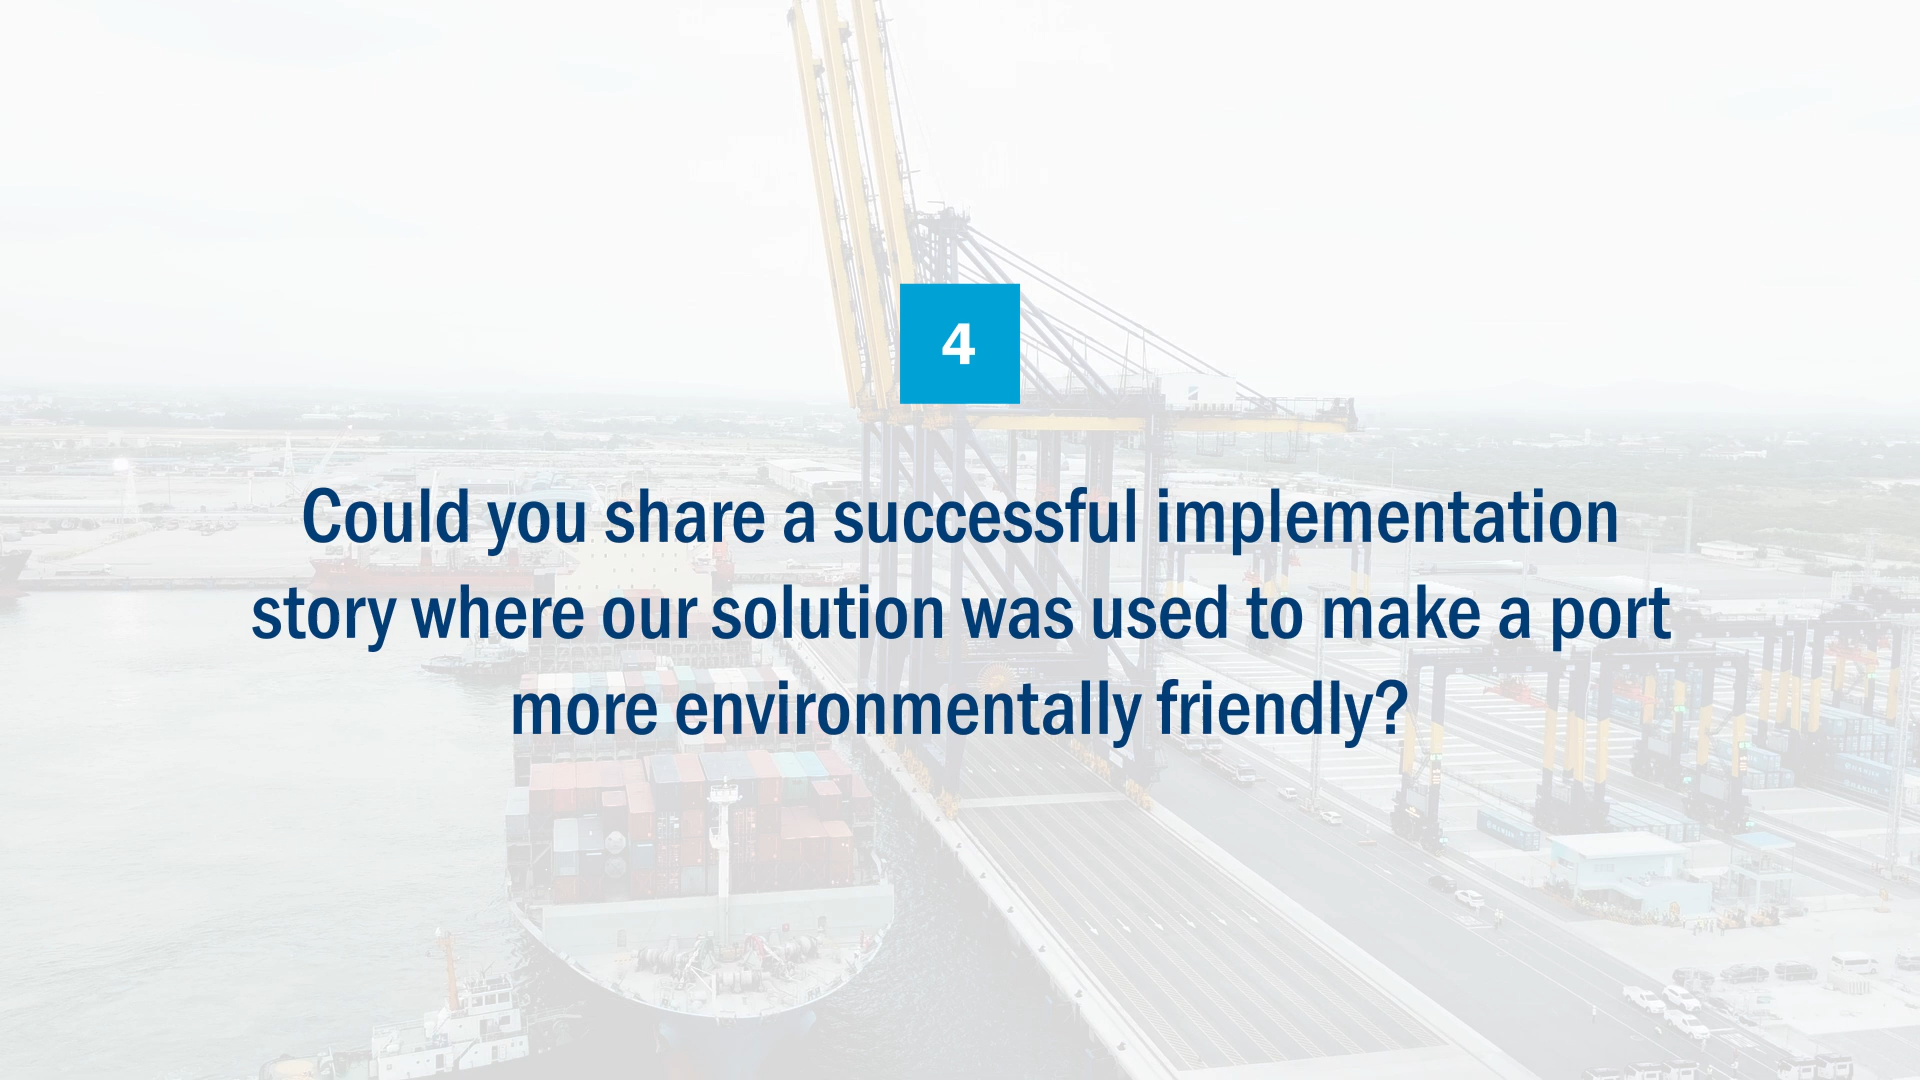 4
Could you share a successful implementation
story where our solution was used to make a port
more environmentally friendly?